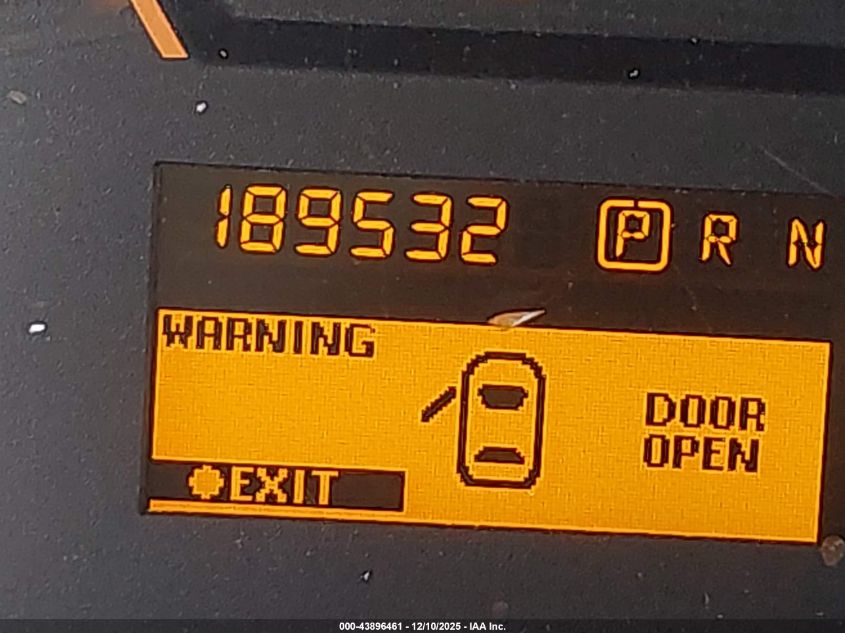 189532 P R N
WARNING
DOOR
OPEN
EXIT
000-43896461 - 12/10/2025 - IAA Inc.